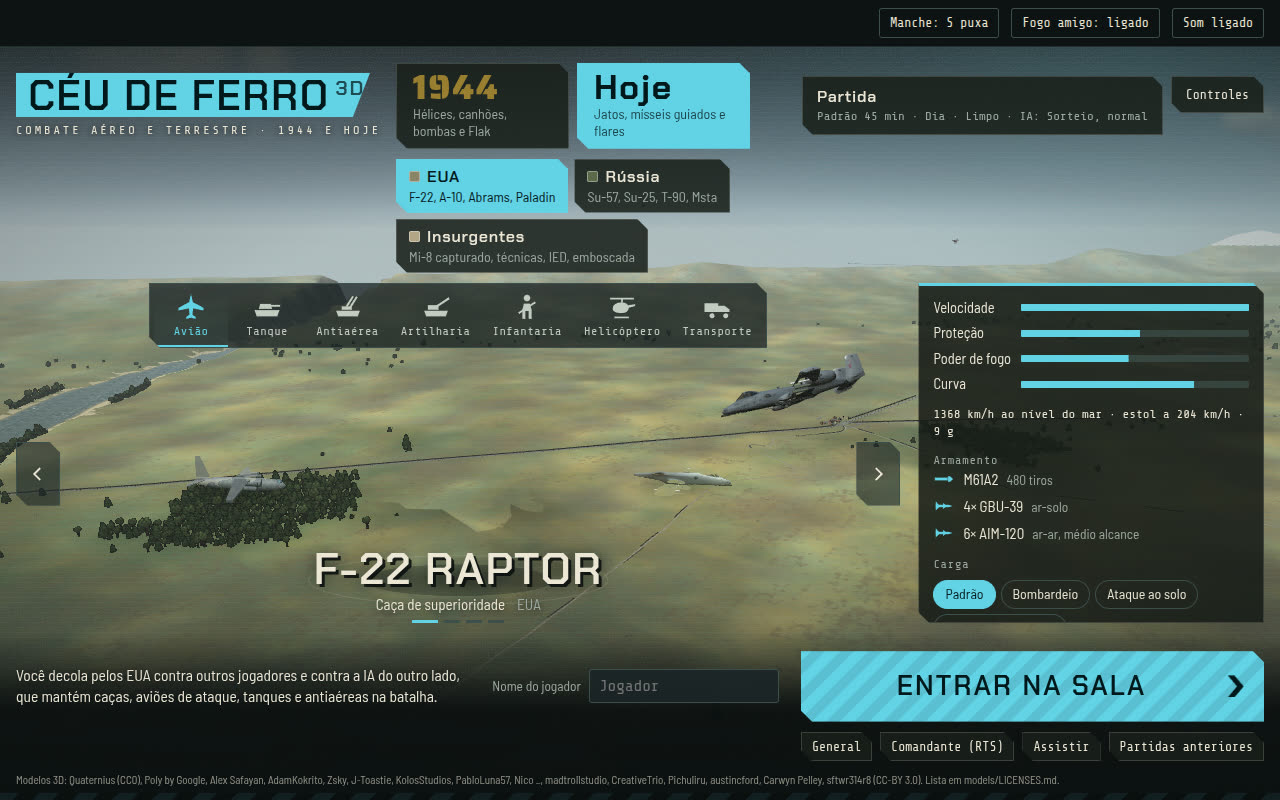 Manche: S puxa
Fogo amigo: ligado
Som ligado
CÉU DE FERRO 3D
COMBATE AÉREO E TERRESTRE · 1944 E HOJE
1944
Hélices, canhões,
bombas e Flak
Hoje
Jatos, mísseis guiados e
flares
Partida
Padrão 45 min · Dia · Limpo · IA: Sorteio, normal
Controles
EUA
F-22, A-10, Abrams, Paladin
Rússia
Su-57, Su-25, T-90, Msta
Insurgentes
Mi-8 capturado, técnicas, IED, emboscada
Avião
Tanque
Antiaérea
Artilharia
Infantaria
Helicóptero
Transporte
Velocidade
Proteção
Poder de fogo
Curva
1368 km/h ao nível do mar · estol a 204 km/h ·
9 g
Armamento
M61A2 480 tiros
4× GBU-39 ar-solo
6× AIM-120 ar-ar, médio alcance
Carga
Padrão
Bombardeio
Ataque ao solo
F-22 RAPTOR
Caça de superioridade EUA
Você decola pelos EUA contra outros jogadores e contra a IA do outro lado,
que mantém caças, aviões de ataque, tanques e antiaéreas na batalha.
Nome do jogador
Jogador
ENTRAR NA SALA
General
Comandante (RTS)
Assistir
Partidas anteriores
Modelos 3D: Quaternius (CC0), Poly by Google, Alex Safayan, AdamKokrito, Zsky, J-Toastie, KolosStudios, PabloLuna57, Nico _, madtrollstudio, CreativeTrio, Pichuliru, austincford, Carwyn Pelley, sftwr314r8 (CC-BY 3.0). Lista em models/LICENSES.md.